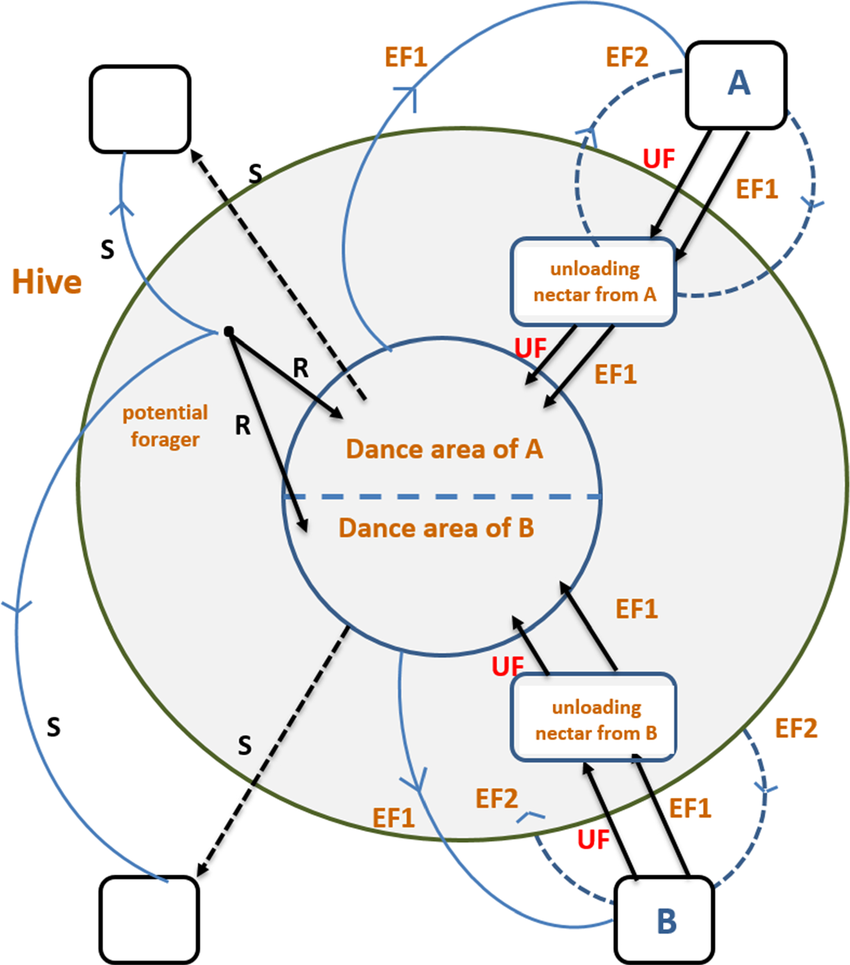 EF1
EF2
A
UF
EF1
S
S
Hive
unloading
nectar from A
UF
EF1
R
R
potential
forager
Dance area of A
Dance area of B
EF1
UF
unloading
nectar from B
EF2
S
S
EF2
EF1
EF1
UF
B